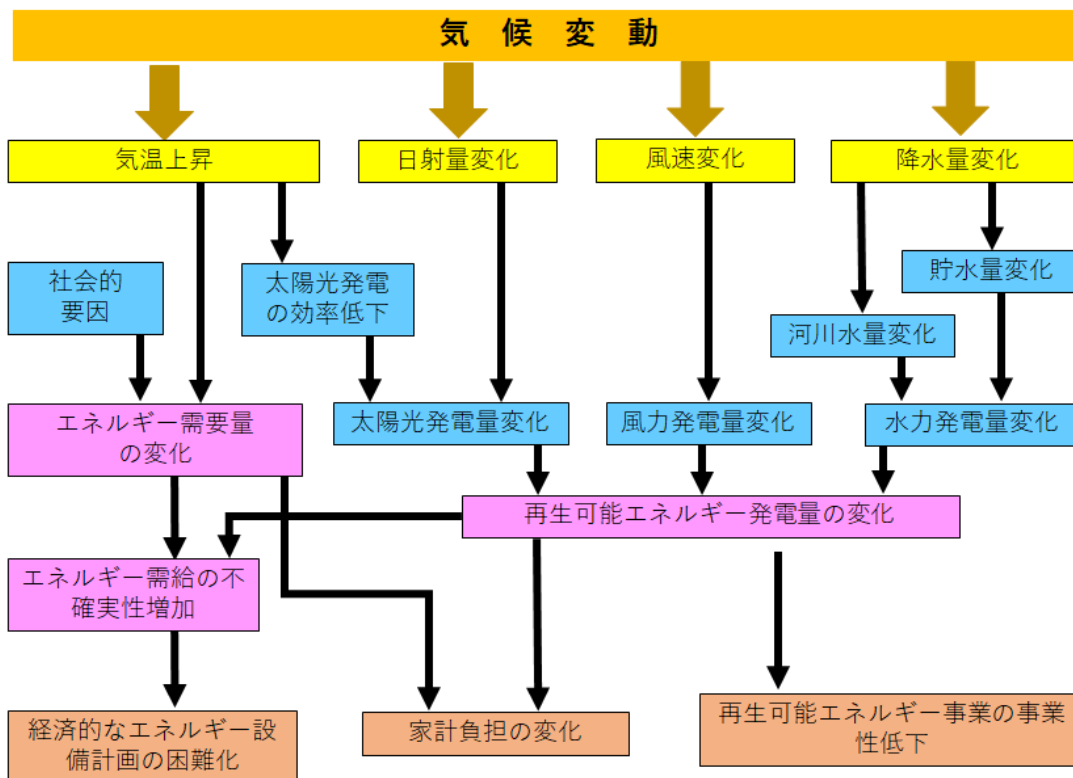 気 候 変 動
気温上昇
日射量変化
風速変化
降水量変化
社会的
要因
太陽光発電
の効率低下
貯水量変化
河川水量変化
エネルギー需要量
の変化
太陽光発電量変化
風力発電量変化
水力発電量変化
再生可能エネルギー発電量の変化
エネルギー需給の不
確実性増加
経済的なエネルギー設
備計画の困難化
家計負担の変化
再生可能エネルギー事業の事業
性低下